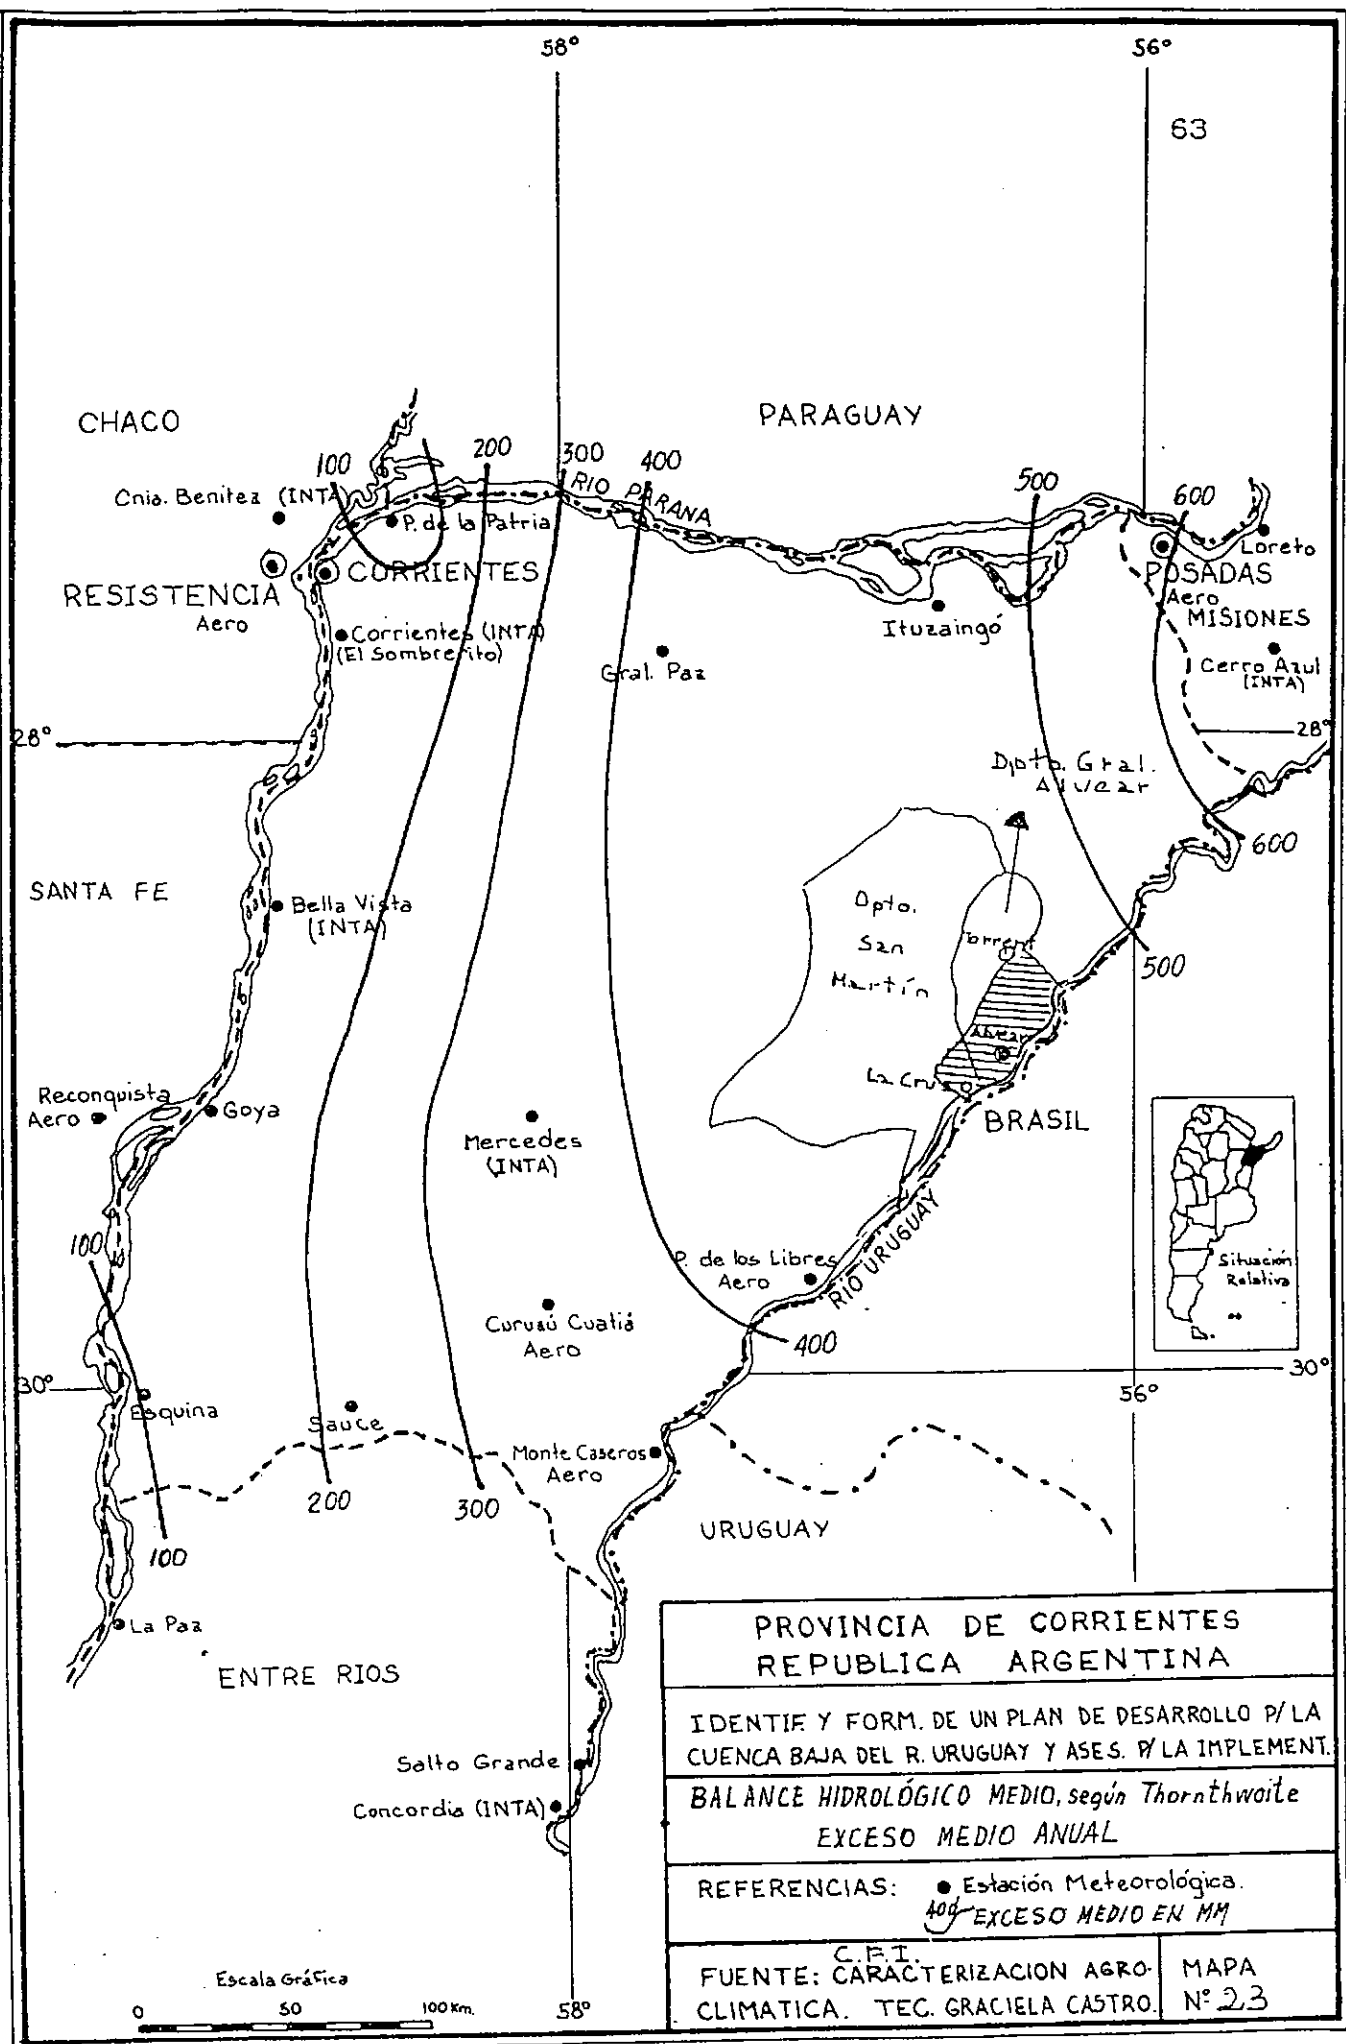 58°
56°
63
CHACO
PARAGUAY
100
200
300
400
500
600
RIO PARANA
Cnia. Benitez (INTA)
P. de la Patria
Loreto
CORRIENTES
POSADAS
Aero
RESISTENCIA
Aero
MISIONES
Ituzaingó
Corrientes (INTA)
(El Sombrerito)
Gral. Paz
Cerro Azul
(INTA)
28°
28°
Dpto. Gral.
Alvear
600
SANTA FE
Bella Vista
(INTA)
Dpto.
San
Martín
Torrent
500
Alvear
La Cruz
Reconquista
Aero
Goya
BRASIL
Mercedes
(INTA)
100
P. de los Libres
Aero
RIO URUGUAY
Situación
Relativa
Curuzú Cuatiá
Aero
400
30°
30°
56°
Esquina
Sauce
Monte Caseros
Aero
200
300
URUGUAY
100
La Paz
ENTRE RIOS
Salto Grande
Concordia (INTA)
PROVINCIA DE CORRIENTES
REPUBLICA ARGENTINA
IDENTIF. Y FORM. DE UN PLAN DE DESARROLLO P/ LA
CUENCA BAJA DEL R. URUGUAY Y ASES. P/ LA IMPLEMENT.
BALANCE HIDROLÓGICO MEDIO, según Thornthwaite
EXCESO MEDIO ANUAL
REFERENCIAS: Estación Meteorológica.
400 EXCESO MEDIO EN MM
C.F.I.
FUENTE: CARACTERIZACION AGRO-
CLIMATICA. TEC. GRACIELA CASTRO.
MAPA
N° 23
Escala Gráfica
0 50 100 Km.
58°